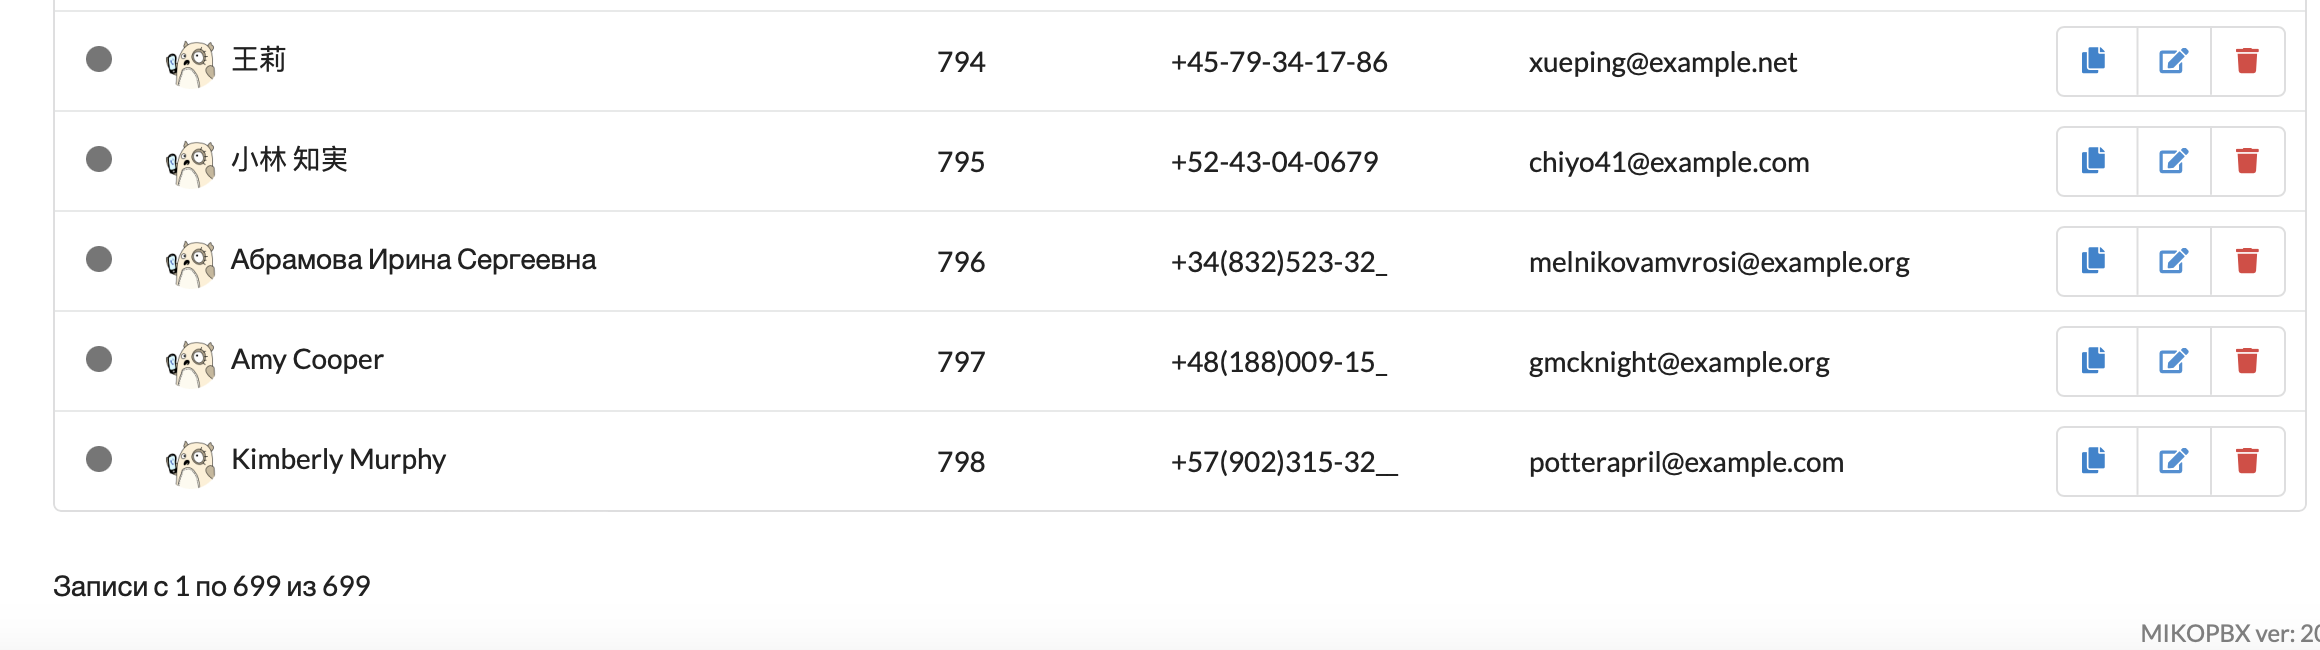 王莉 794 +45-79-34-17-86 xueping@example.net
小林 知実 795 +52-43-04-0679 chiyo41@example.com
Абрамова Ирина Сергеевна 796 +34(832)523-32_ melnikovamvrosi@example.org
Amy Cooper 797 +48(188)009-15_ gmcknight@example.org
Kimberly Murphy 798 +57(902)315-32__ potterapril@example.com
Записи с 1 по 699 из 699
MIKOPBX ver: 20